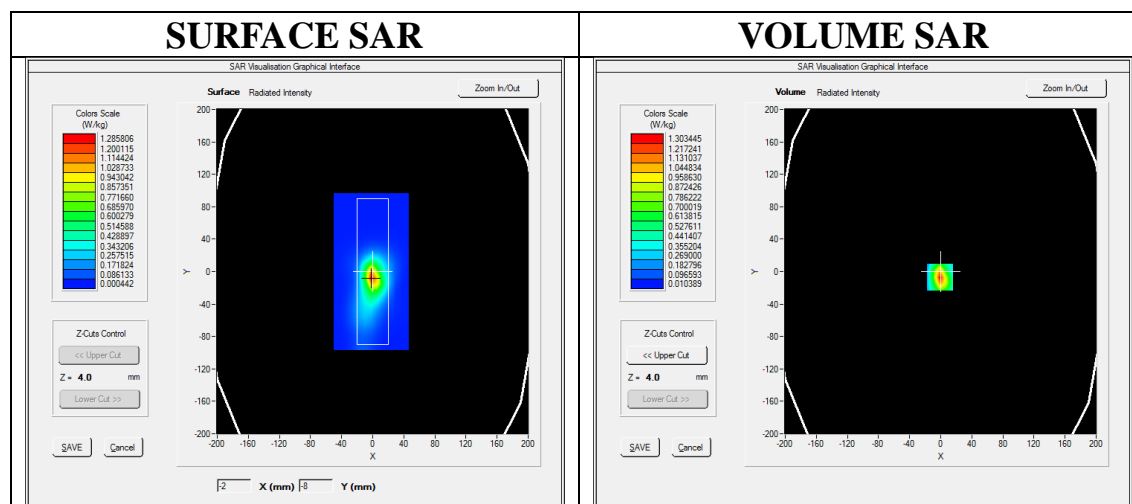 SURFACE SAR
VOLUME SAR
SAR Visualisation Graphical Interface
Surface Radiated Intensity
Zoom In/Out
Colors Scale
(W/kg)
1.285806
1.200115
1.114424
1.028733
0.943042
0.857351
0.771660
0.685970
0.600279
0.514588
0.428897
0.343206
0.257515
0.171824
0.086133
0.000442
200
160
120
80
40
0
-40
-80
-120
-160
-200
Y
-200 -160 -120 -80 -40 0 40 80 120 160 200
X
Z-Cuts Control
<< Upper Cut
Z = 4.0 mm
Lower Cut >>
SAVE Cancel
-2 X (mm) -8 Y (mm)
SAR Visualisation Graphical Interface
Volume Radiated Intensity
Zoom In/Out
Colors Scale
(W/kg)
1.303445
1.217241
1.131037
1.044834
0.958630
0.872426
0.786222
0.700019
0.613815
0.527611
0.441407
0.355204
0.269000
0.182796
0.096593
0.010389
200
160
120
80
40
0
-40
-80
-120
-160
-200
Y
-200 -160 -120 -80 -40 0 40 80 120 160 200
X
Z-Cuts Control
<< Upper Cut
Z = 4.0 mm
Lower Cut >>
SAVE Cancel